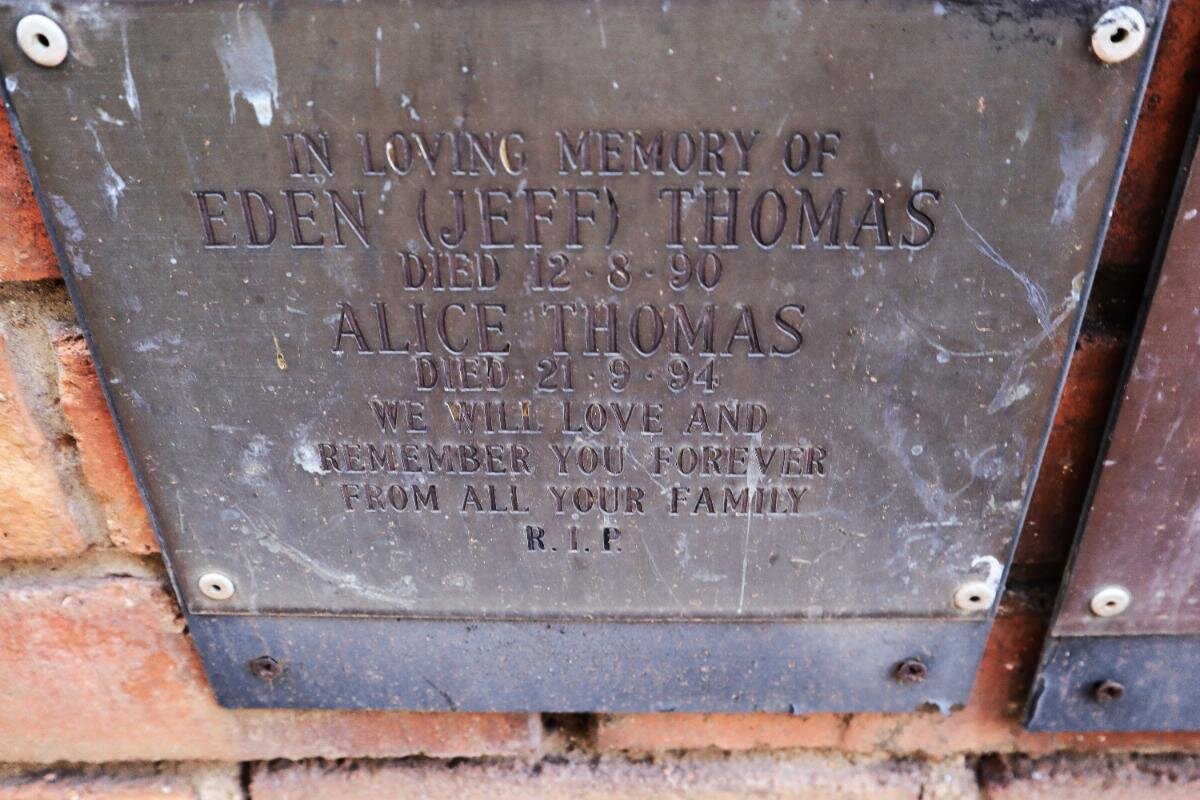 IN LOVING MEMORY OF
EDEN (JEFF) THOMAS
DIED 12·8·90
ALICE THOMAS
DIED 21·9·94
WE WILL LOVE AND
REMEMBER YOU FOREVER
FROM ALL YOUR FAMILY
R.I.P.